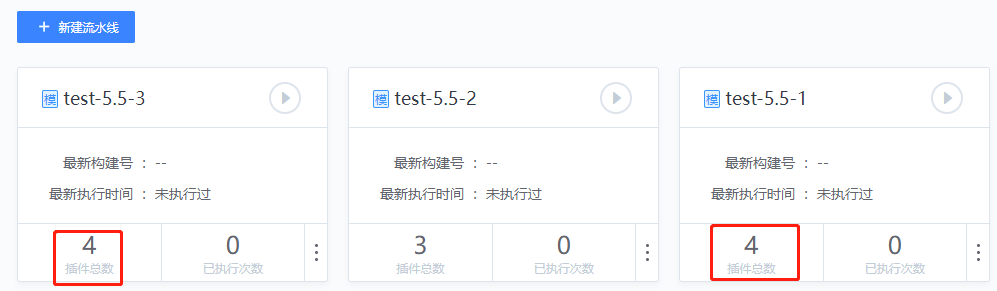 + 新建流水线
模 test-5.5-3
最新构建号 : --
最新执行时间 : 未执行过
4
插件总数
0
已执行次数
模 test-5.5-2
最新构建号 : --
最新执行时间 : 未执行过
3
插件总数
0
已执行次数
模 test-5.5-1
最新构建号 : --
最新执行时间 : 未执行过
4
插件总数
0
已执行次数